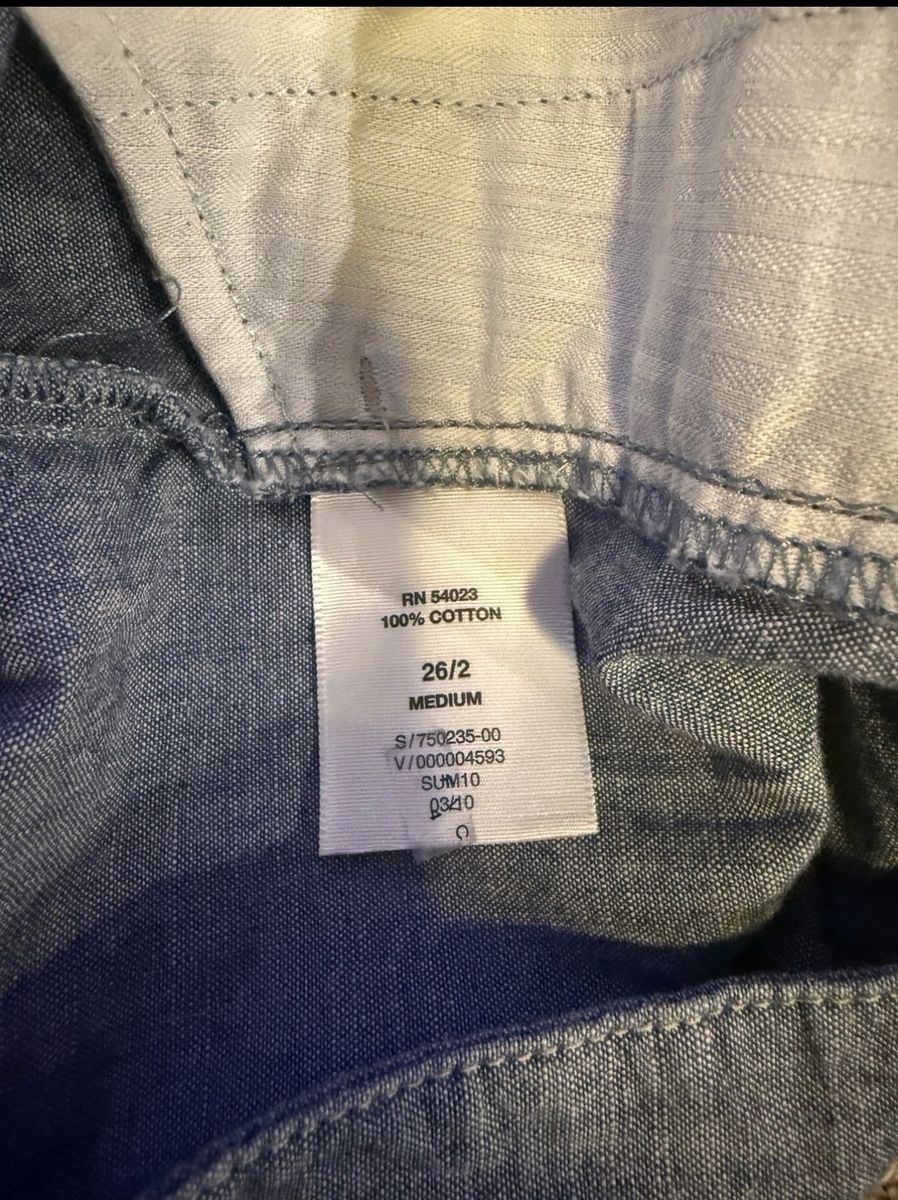 RN 54023
100% COTTON
26/2
MEDIUM
S/750235-00
V/000004593
SUM10
03/10
C